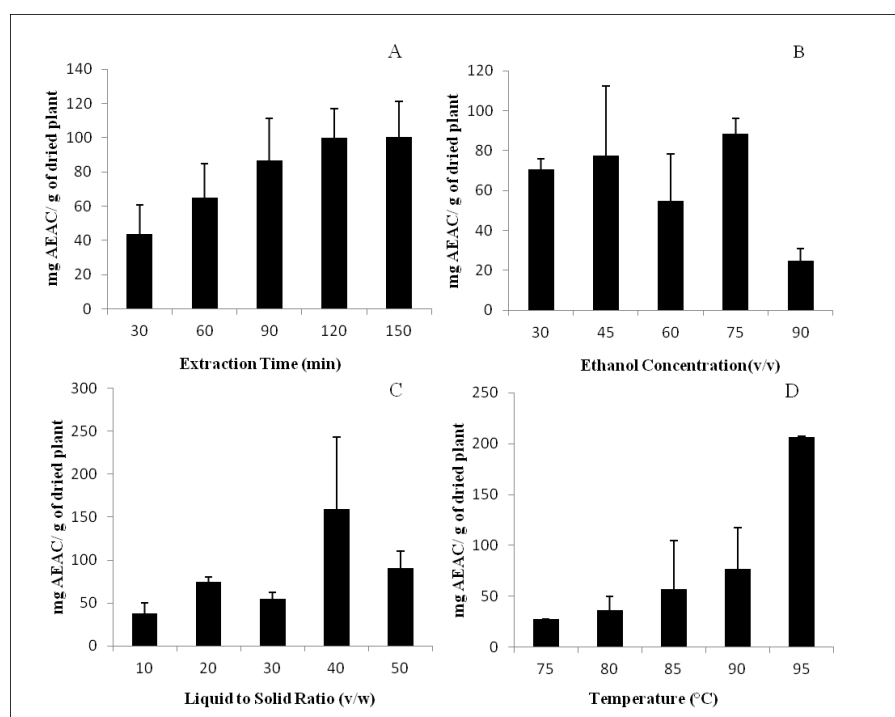 A
mg AEAC/ g of dried plant
140
120
100
80
60
40
20
0
30 60 90 120 150
Extraction Time (min)
B
mg AEAC/ g of dried plant
120
100
80
60
40
20
0
30 45 60 75 90
Ethanol Concentration(v/v)
C
mg AEAC/ g of dried plant
300
250
200
150
100
50
0
10 20 30 40 50
Liquid to Solid Ratio (v/w)
D
mg AEAC/ g of dried plant
250
200
150
100
50
0
75 80 85 90 95
Temperature (°C)